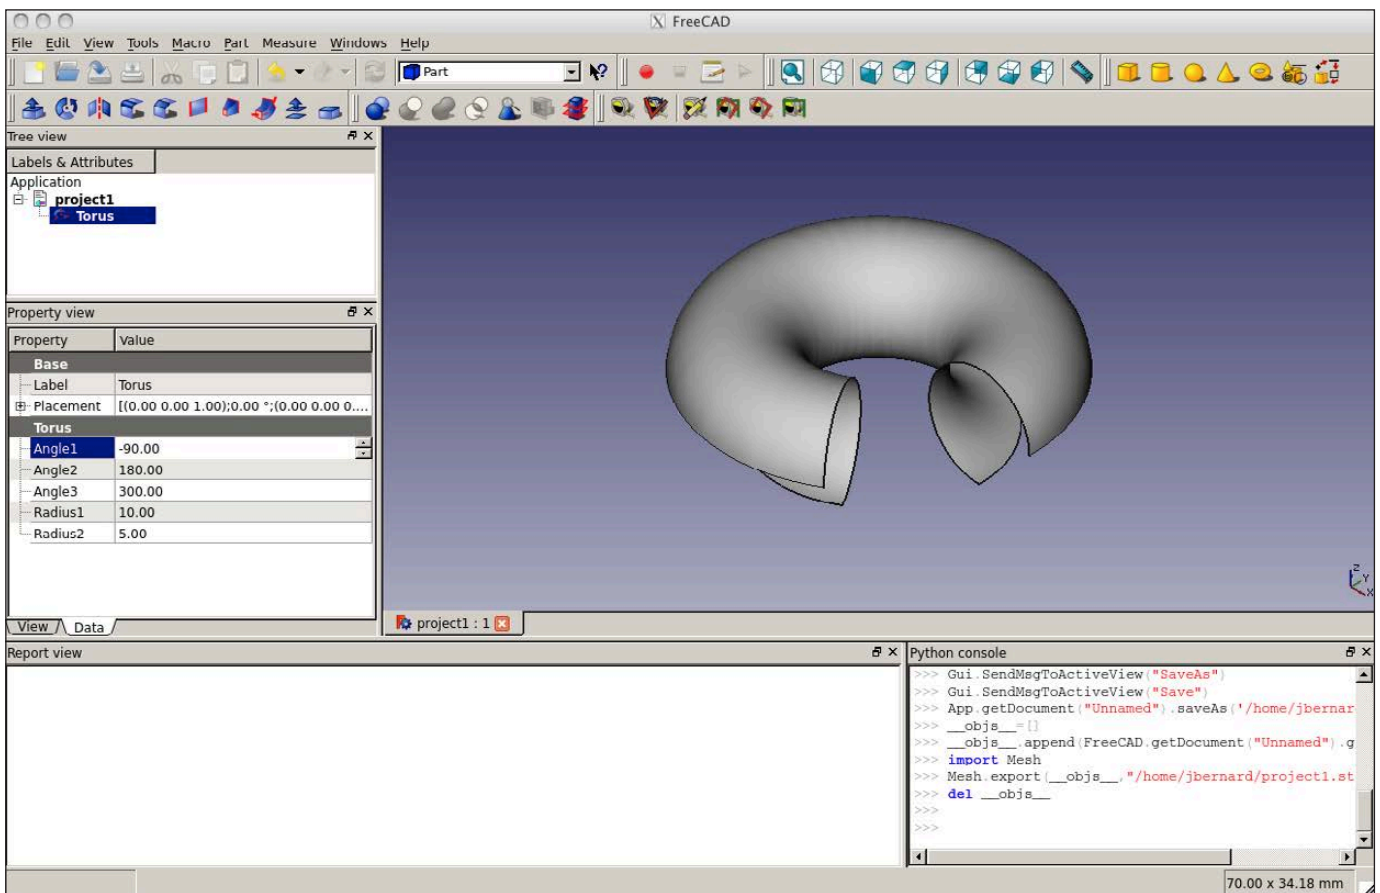 FreeCAD
File Edit View Tools Macro Part Measure Windows Help
Part
Tree view
Labels & Attributes
Application
project1
Torus
Property view
Property Value
Base
Label Torus
Placement [(0.00 0.00 1.00);0.00 °;(0.00 0.00 0....
Torus
Angle1 -90.00
Angle2 180.00
Angle3 300.00
Radius1 10.00
Radius2 5.00
View Data
Z
Y
X
project1 : 1
Report view
Python console
>>> Gui.SendMsgToActiveView("SaveAs")
>>> Gui.SendMsgToActiveView("Save")
>>> App.getDocument("Unnamed").saveAs('/home/jbernar
>>> __objs__=[]
>>> __objs__.append(FreeCAD.getDocument("Unnamed").g
>>> import Mesh
>>> Mesh.export(__objs__,"/home/jbernard/project1.st
>>> del __objs__
>>>
>>>
70.00 x 34.18 mm